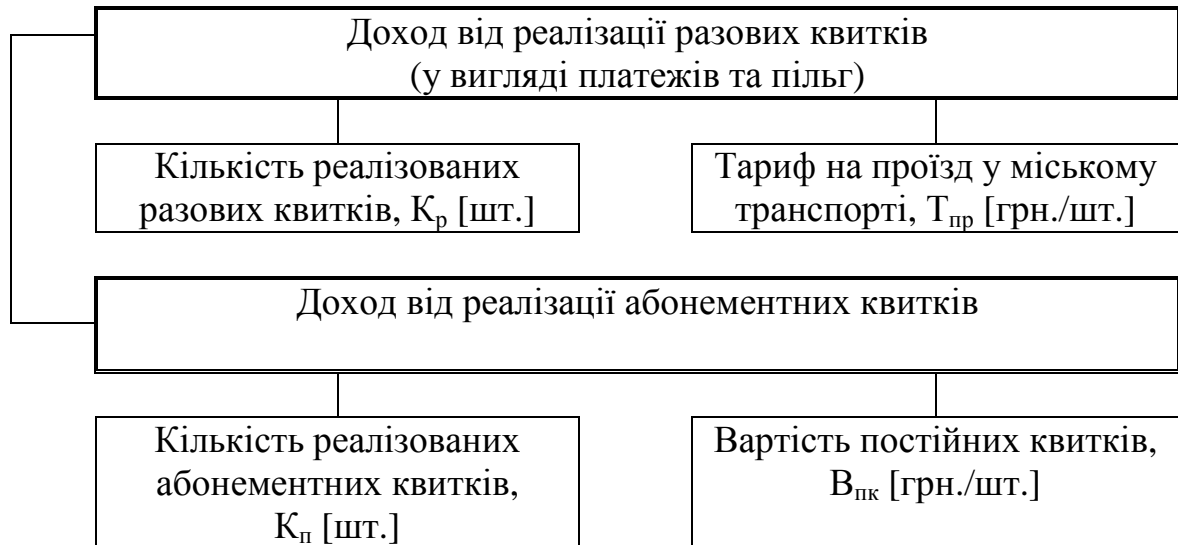 Доход від реалізації разових квитків
(у вигляді платежів та пільг)
Кількість реалізованих
разових квитків, Кр [шт.]
Тариф на проїзд у міському
транспорті, Тпр [грн./шт.]
Доход від реалізації абонементних квитків
Кількість реалізованих
абонементних квитків,
Кп [шт.]
Вартість постійних квитків,
Впк [грн./шт.]